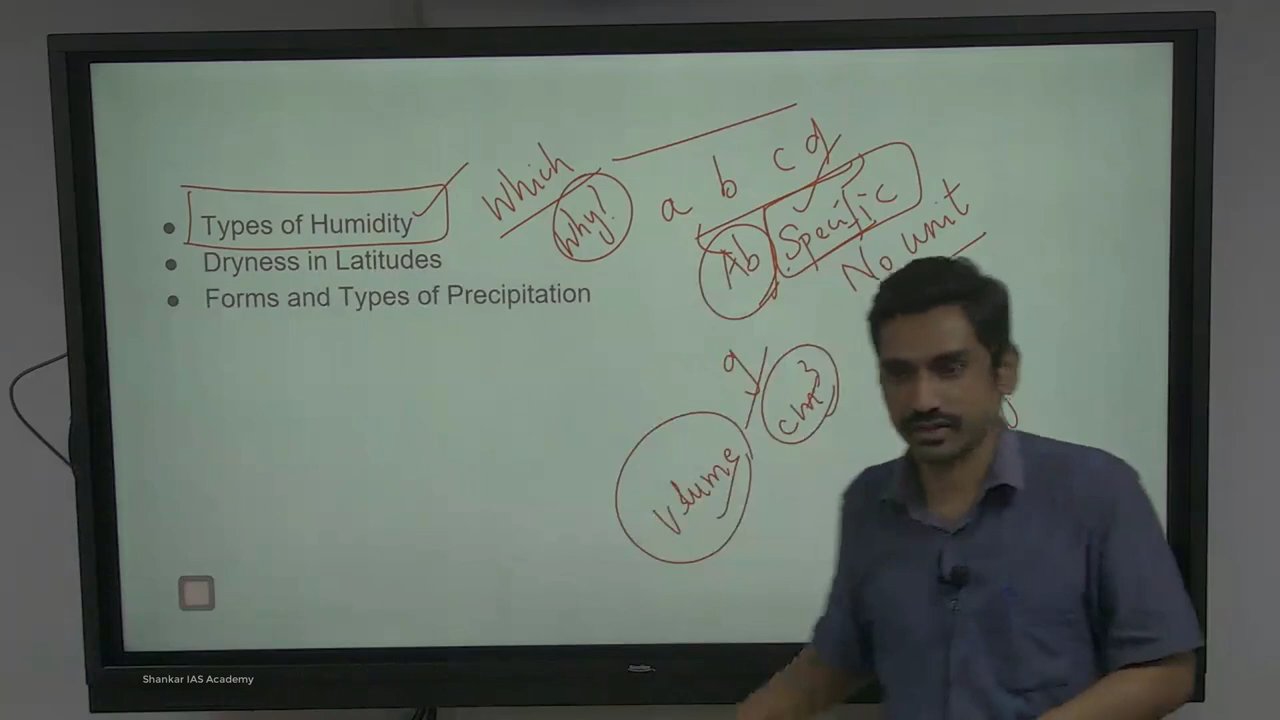 Types of Humidity
Dryness in Latitudes
Forms and Types of Precipitation
Which
Why!
a b c d
Ab
Specific
No unit
g/cm3
Volume
Shankar IAS Academy